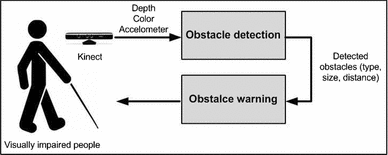 Depth
Color
Accelometer
Kinect
Obstacle detection
Detected
obstacles (type,
size, distance)
Obstalce warning
Visually impaired people